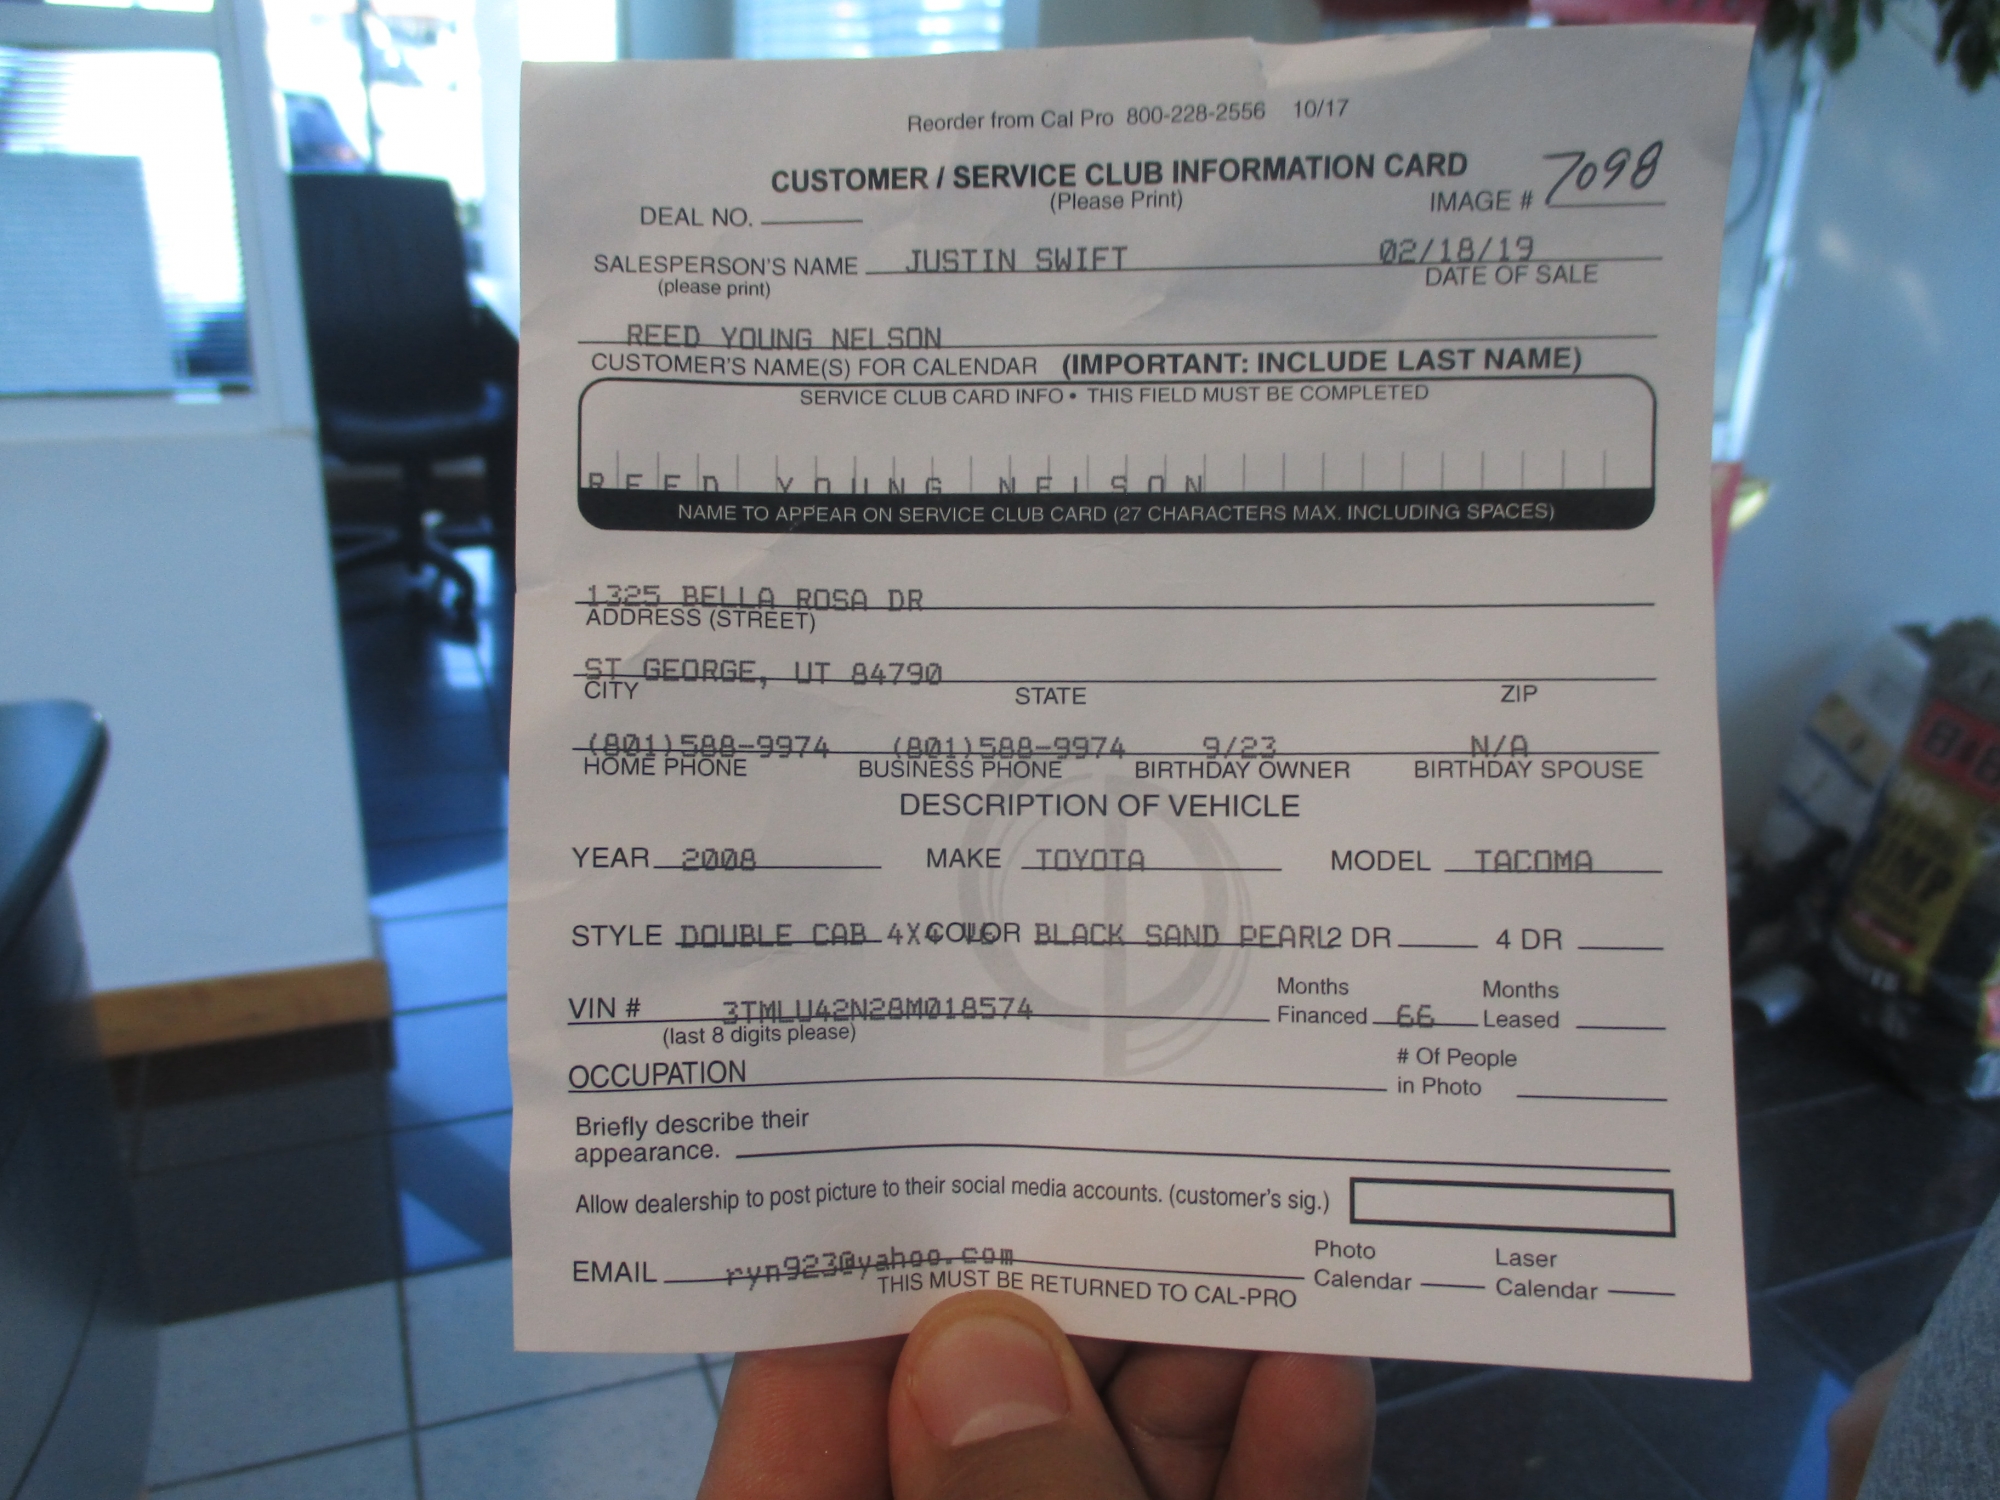 Reorder from Cal Pro 800-228-2556 10/17
CUSTOMER / SERVICE CLUB INFORMATION CARD
(Please Print)
DEAL NO. IMAGE # 7098
SALESPERSON'S NAME JUSTIN SWIFT 02/18/19
(please print) DATE OF SALE
REED YOUNG NELSON
CUSTOMER'S NAME(S) FOR CALENDAR (IMPORTANT: INCLUDE LAST NAME)
SERVICE CLUB CARD INFO • THIS FIELD MUST BE COMPLETED
REED YOUNG NELSON
NAME TO APPEAR ON SERVICE CLUB CARD (27 CHARACTERS MAX. INCLUDING SPACES)
1325 BELLA ROSA DR
ADDRESS (STREET)
ST GEORGE, UT 84790
CITY STATE ZIP
(801)588-9974 (801)588-9974 9/23 N/A
HOME PHONE BUSINESS PHONE BIRTHDAY OWNER BIRTHDAY SPOUSE
DESCRIPTION OF VEHICLE
YEAR 2008 MAKE TOYOTA MODEL TACOMA
STYLE DOUBLE CAB COLOR BLACK SAND PEARL 2 DR 4 DR
VIN # 3TMLU42N28M018574 Months Financed 66 Months Leased
(last 8 digits please)
OCCUPATION # Of People in Photo
Briefly describe their
appearance.
Allow dealership to post picture to their social media accounts. (customer's sig.)
EMAIL ryn923@yahoo.com Photo Calendar Laser Calendar
THIS MUST BE RETURNED TO CAL-PRO